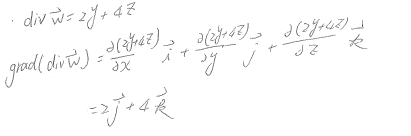 · div w⃗ = 2y + 4z
grad(div w⃗) = ∂(2y+4z)/∂x i⃗ + ∂(2y+4z)/∂y j⃗ + ∂(2y+4z)/∂z k⃗
= 2j⃗ + 4k⃗